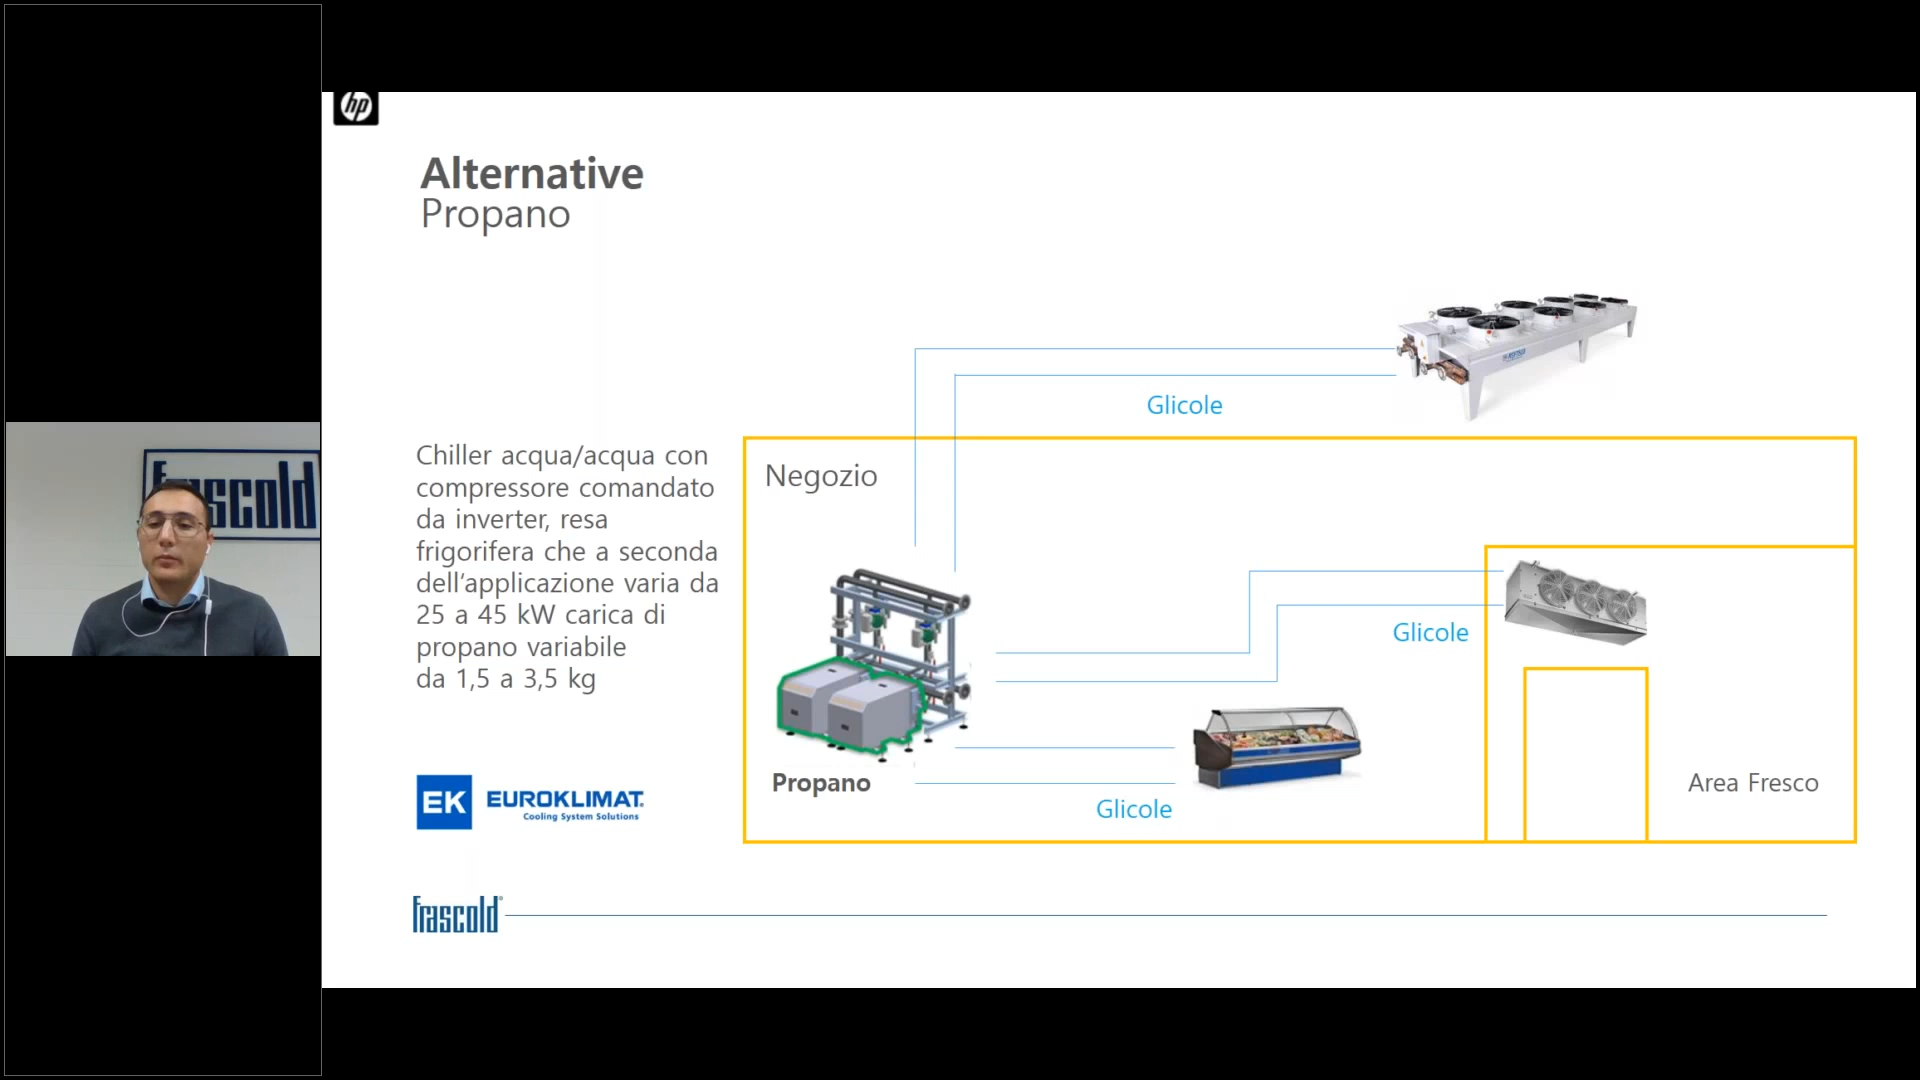 hp
Alternative
Propano
Glicole
Chiller acqua/acqua con
compressore comandato
da inverter, resa
frigorifera che a seconda
dell'applicazione varia da
25 a 45 kW carica di
propano variabile
da 1,5 a 3,5 kg
Negozio
Glicole
Propano
Glicole
Area Fresco
EK EUROKLIMAT
Cooling System Solutions
frascold
frascold